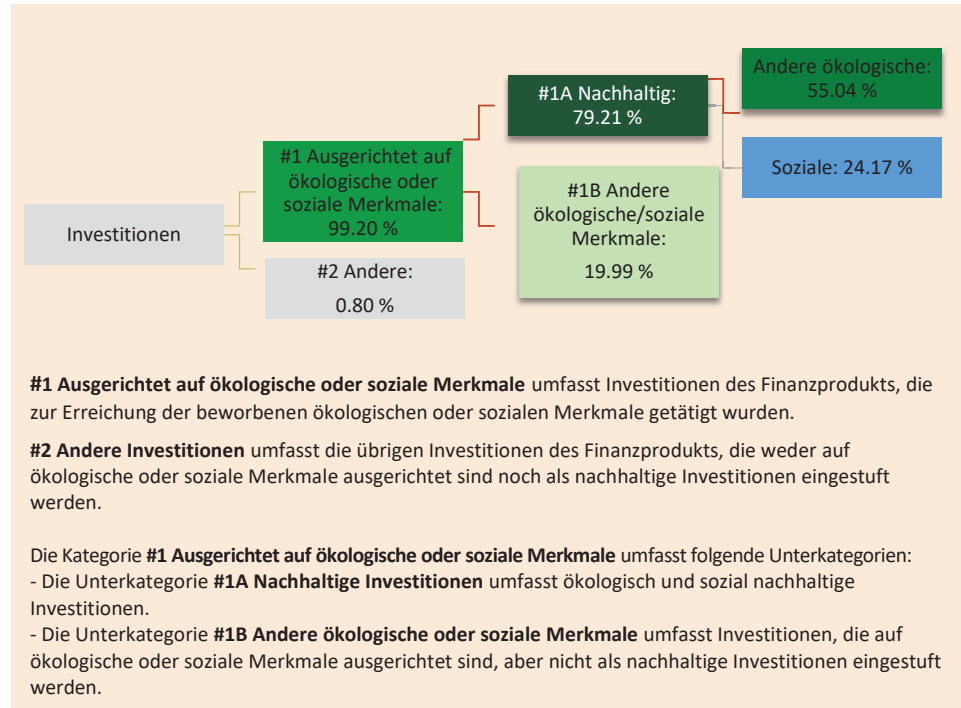 Investitionen
#1 Ausgerichtet auf
ökologische oder
soziale Merkmale:
99.20 %
#2 Andere:
0.80 %
#1A Nachhaltig:
79.21 %
#1B Andere
ökologische/soziale
Merkmale:
19.99 %
Andere ökologische:
55.04 %
Soziale: 24.17 %
#1 Ausgerichtet auf ökologische oder soziale Merkmale umfasst Investitionen des Finanzprodukts, die
zur Erreichung der beworbenen ökologischen oder sozialen Merkmale getätigt wurden.
#2 Andere Investitionen umfasst die übrigen Investitionen des Finanzprodukts, die weder auf
ökologische oder soziale Merkmale ausgerichtet sind noch als nachhaltige Investitionen eingestuft
werden.
Die Kategorie #1 Ausgerichtet auf ökologische oder soziale Merkmale umfasst folgende Unterkategorien:
- Die Unterkategorie #1A Nachhaltige Investitionen umfasst ökologisch und sozial nachhaltige
Investitionen.
- Die Unterkategorie #1B Andere ökologische oder soziale Merkmale umfasst Investitionen, die auf
ökologische oder soziale Merkmale ausgerichtet sind, aber nicht als nachhaltige Investitionen eingestuft
werden.